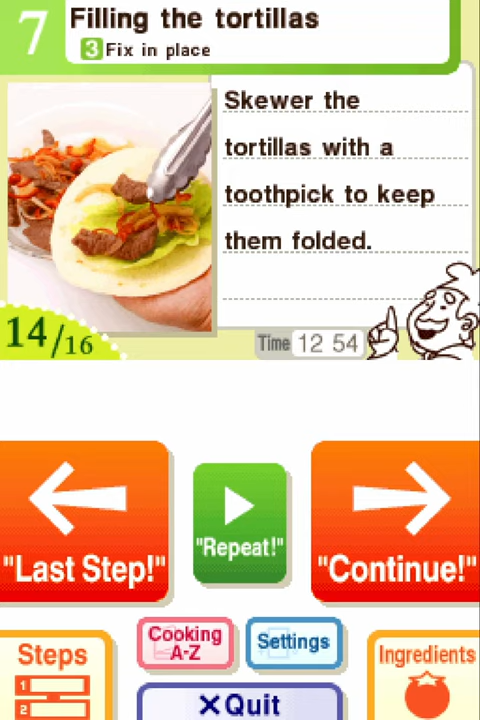 7
Filling the tortillas
3 Fix in place
Skewer the
tortillas with a
toothpick to keep
them folded.
14/16
Time 12 54
"Last Step!"
"Repeat!"
"Continue!"
Cooking
A-Z
Settings
Steps
1
2
Ingredients
×Quit